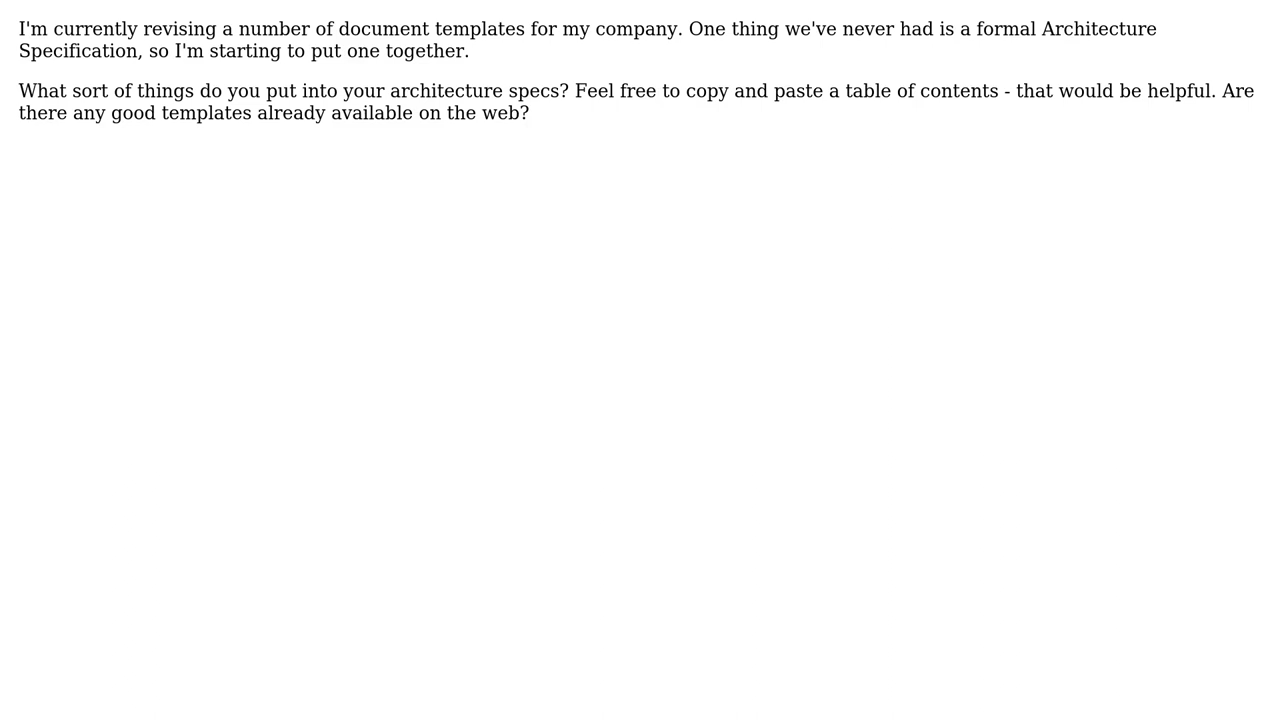 I'm currently revising a number of document templates for my company. One thing we've never had is a formal Architecture
Specification, so I'm starting to put one together.
What sort of things do you put into your architecture specs? Feel free to copy and paste a table of contents - that would be helpful. Are
there any good templates already available on the web?